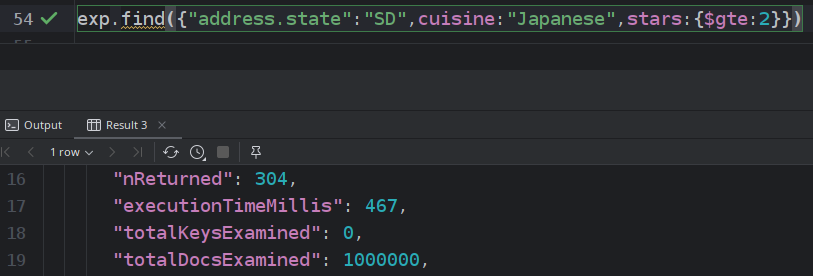 54 exp.find({"address.state":"SD",cuisine:"Japanese",stars:{$gte:2}})
Output Result 3
1 row
16 "nReturned": 304,
17 "executionTimeMillis": 467,
18 "totalKeysExamined": 0,
19 "totalDocsExamined": 1000000,